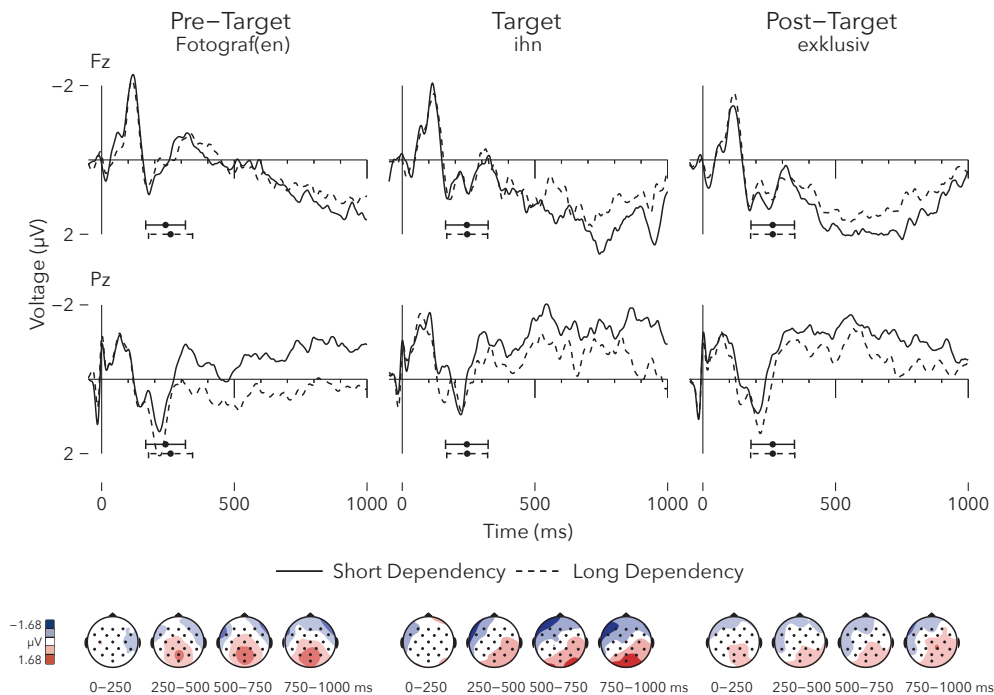 Pre−Target
Fotograf(en)
Target
ihn
Post−Target
exklusiv
Fz
−2
2
Voltage (µV)
Pz
−2
2
0 500 1000 0 500 1000 0 500 1000
Time (ms)
Short Dependency Long Dependency
−1.68
µV
1.68
0−250 250−500 500−750 750−1000 ms 0−250 250−500 500−750 750−1000 ms 0−250 250−500 500−750 750−1000 ms